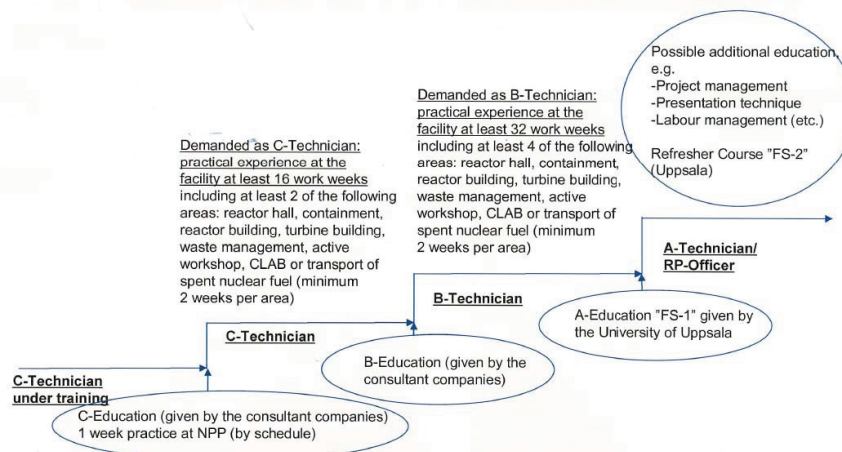 Possible additional education,
e.g.
-Project management
-Presentation technique
-Labour management (etc.)
Refresher Course "FS-2"
(Uppsala)
Demanded as B-Technician:
practical experience at the
facility at least 32 work weeks
including at least 4 of the following
areas: reactor hall, containment,
reactor building, turbine building,
waste management, active
workshop, CLAB or transport of
spent nuclear fuel (minimum
2 weeks per area)
Demanded as C-Technician:
practical experience at the
facility at least 16 work weeks
including at least 2 of the following
areas: reactor hall, containment,
reactor building, turbine building,
waste management, active
workshop, CLAB or transport of
spent nuclear fuel (minimum
2 weeks per area)
A-Technician/
RP-Officer
B-Technician
A-Education "FS-1" given by
the University of Uppsala
C-Technician
B-Education (given by the
consultant companies)
C-Technician
under training
C-Education (given by the consultant companies)
1 week practice at NPP (by schedule)